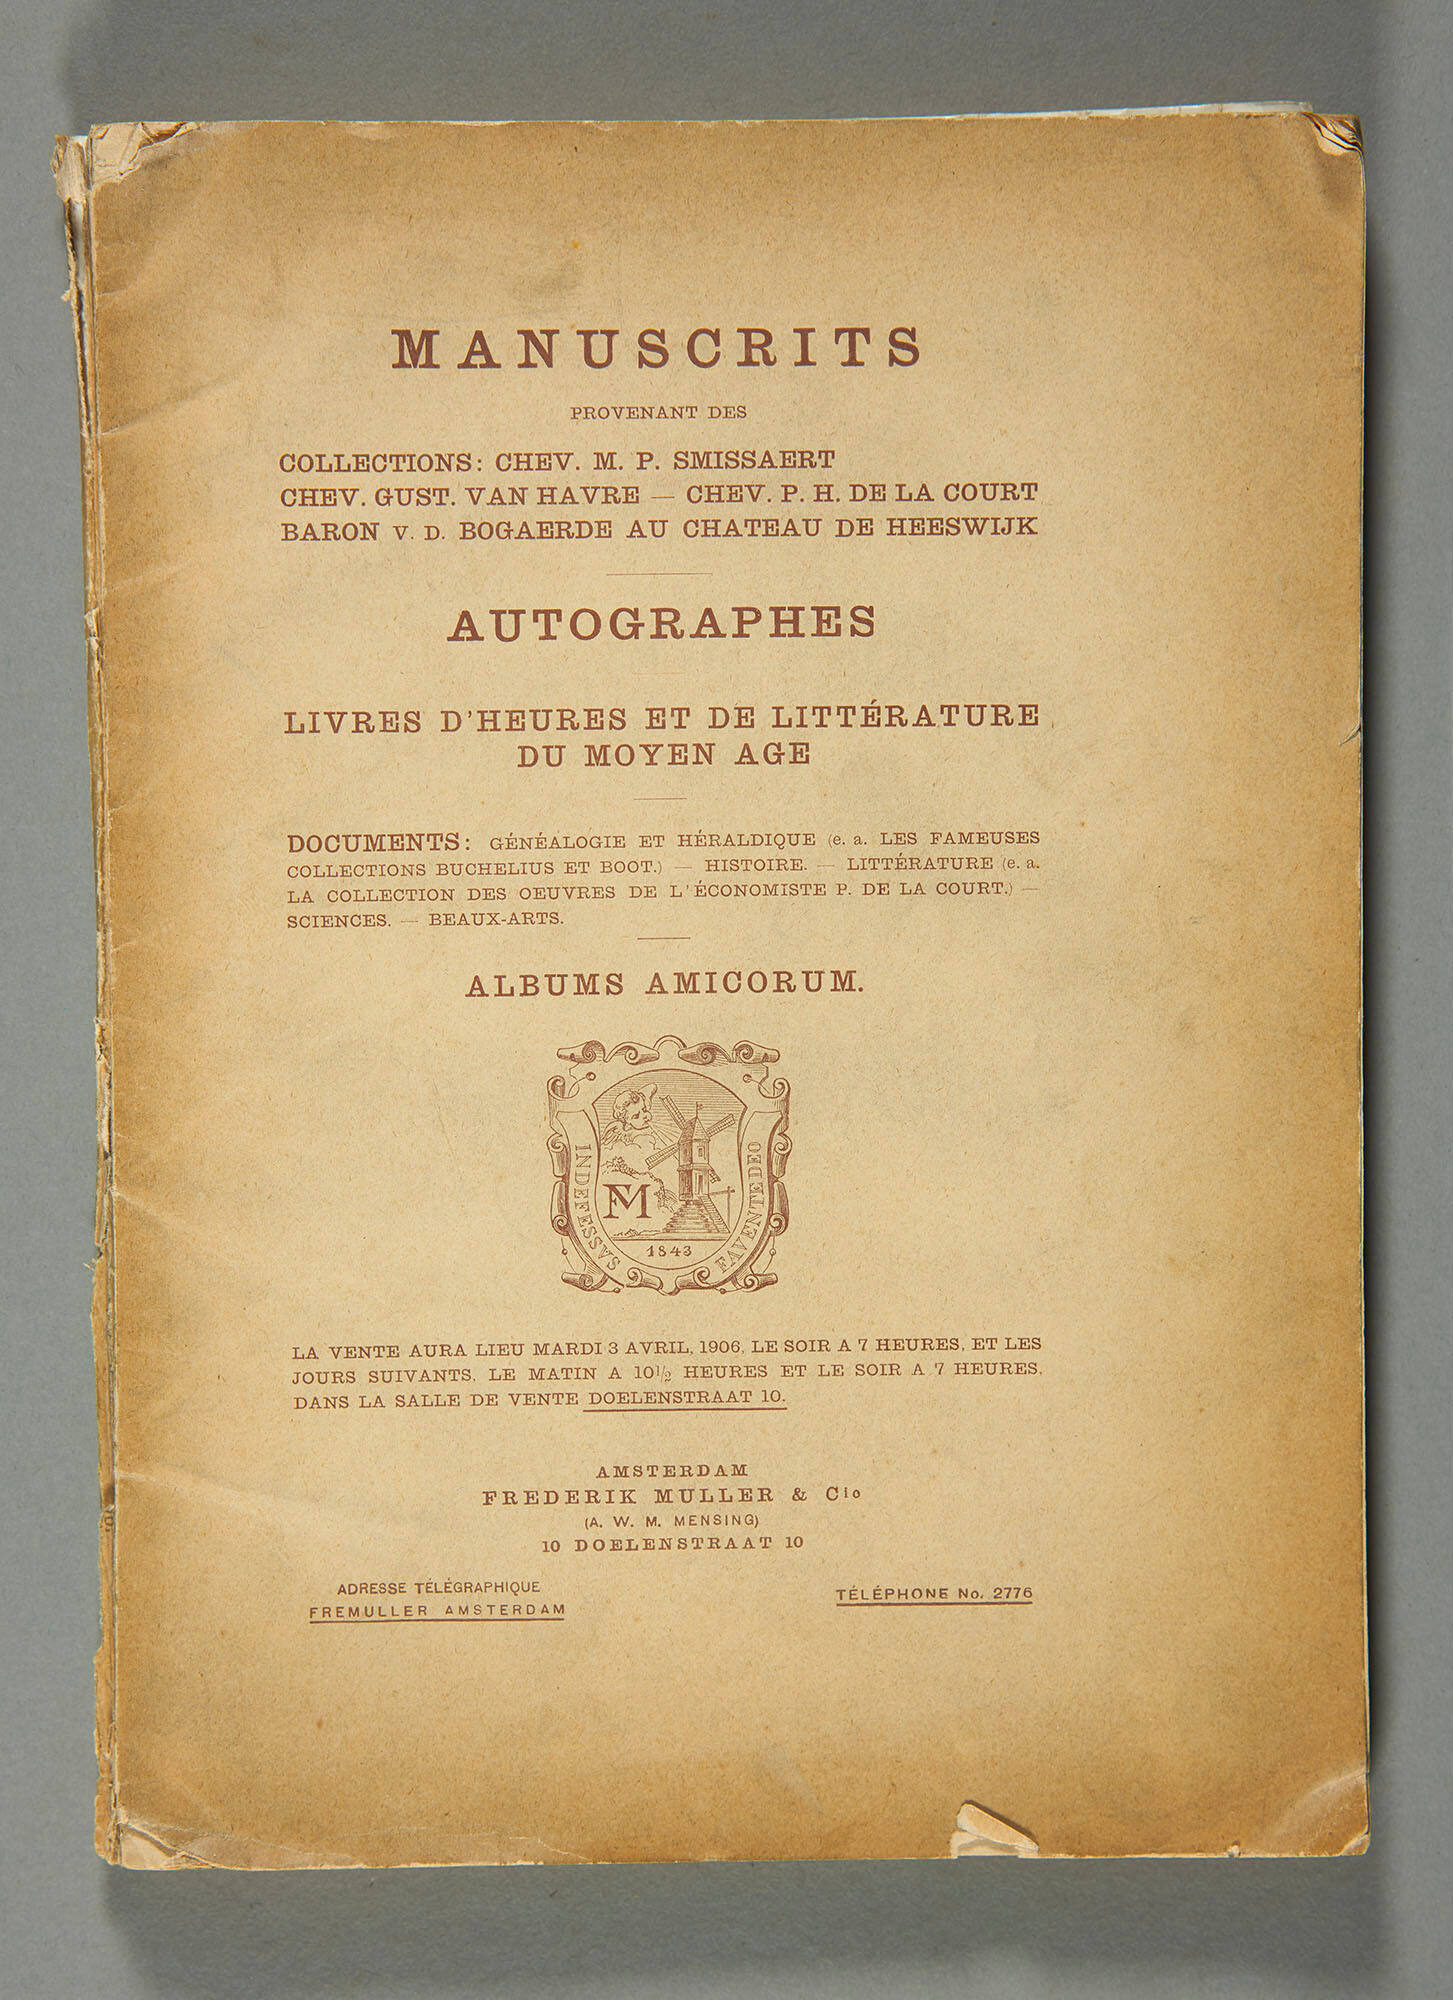 MANUSCRITS
PROVENANT DES
COLLECTIONS: CHEV. M. P. SMISSAERT
CHEV. GUST. VAN HAVRE — CHEV. P. H. DE LA COURT
BARON V. D. BOGAERDE AU CHATEAU DE HEESWIJK
AUTOGRAPHES
LIVRES D'HEURES ET DE LITTÉRATURE
DU MOYEN AGE
DOCUMENTS: GÉNÉALOGIE ET HÉRALDIQUE (e. a. LES FAMEUSES
COLLECTIONS BUCHELIUS ET BOOT.) — HISTOIRE. — LITTÉRATURE (e. a.
LA COLLECTION DES OEUVRES DE L'ÉCONOMISTE P. DE LA COURT.) —
SCIENCES. — BEAUX-ARTS.
ALBUMS AMICORUM.
INDEFESSVS
FAVENTE DEO
FM
1843
LA VENTE AURA LIEU MARDI 3 AVRIL, 1906, LE SOIR A 7 HEURES, ET LES
JOURS SUIVANTS, LE MATIN A 10½ HEURES ET LE SOIR A 7 HEURES,
DANS LA SALLE DE VENTE DOELENSTRAAT 10.
AMSTERDAM
FREDERIK MULLER & Cie
(A. W. M. MENSING)
10 DOELENSTRAAT 10
ADRESSE TÉLÉGRAPHIQUE
FREMULLER AMSTERDAM
TÉLÉPHONE No. 2776